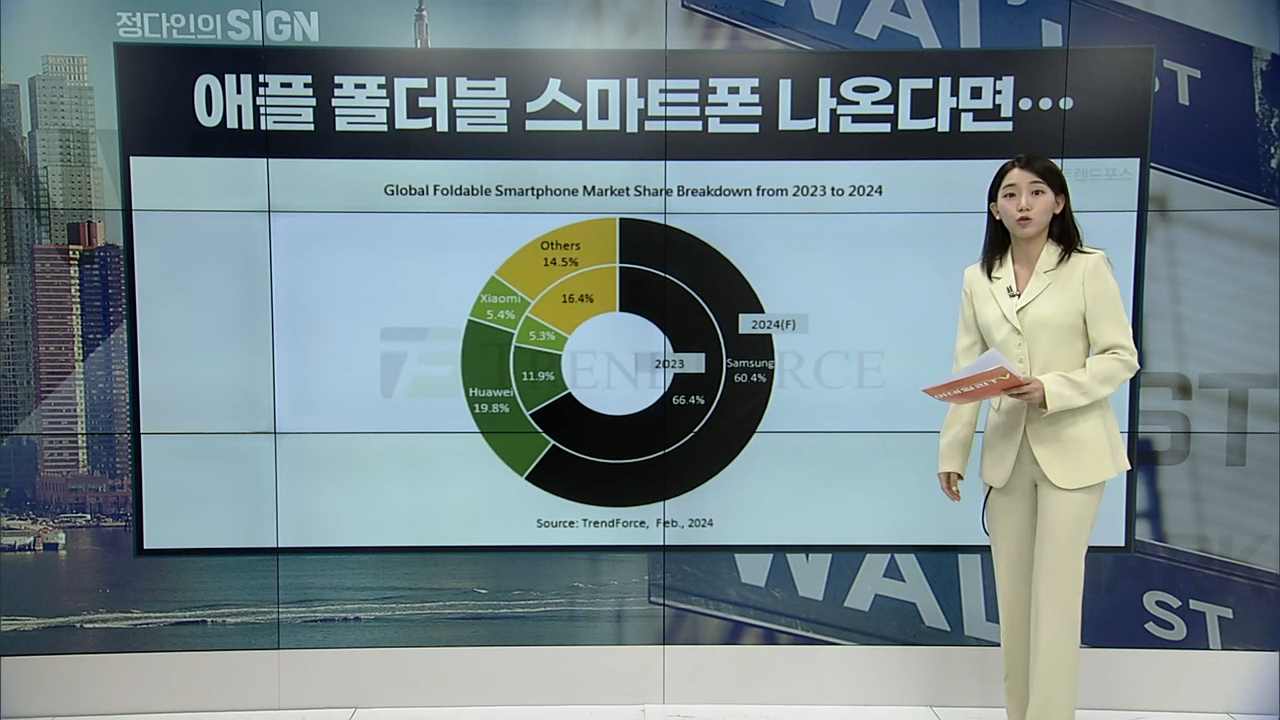 정다인의 SIGN
WALL
ST
애플 폴더블 스마트폰 나온다면…
트렌드포스
Global Foldable Smartphone Market Share Breakdown from 2023 to 2024
Others
14.5%
16.4%
Xiaomi
5.4%
5.3%
2024(F)
2023
Samsung
60.4%
TRENDFORCE
11.9%
66.4%
Huawei
19.8%
ST
Source: TrendForce, Feb., 2024
WALL
ST